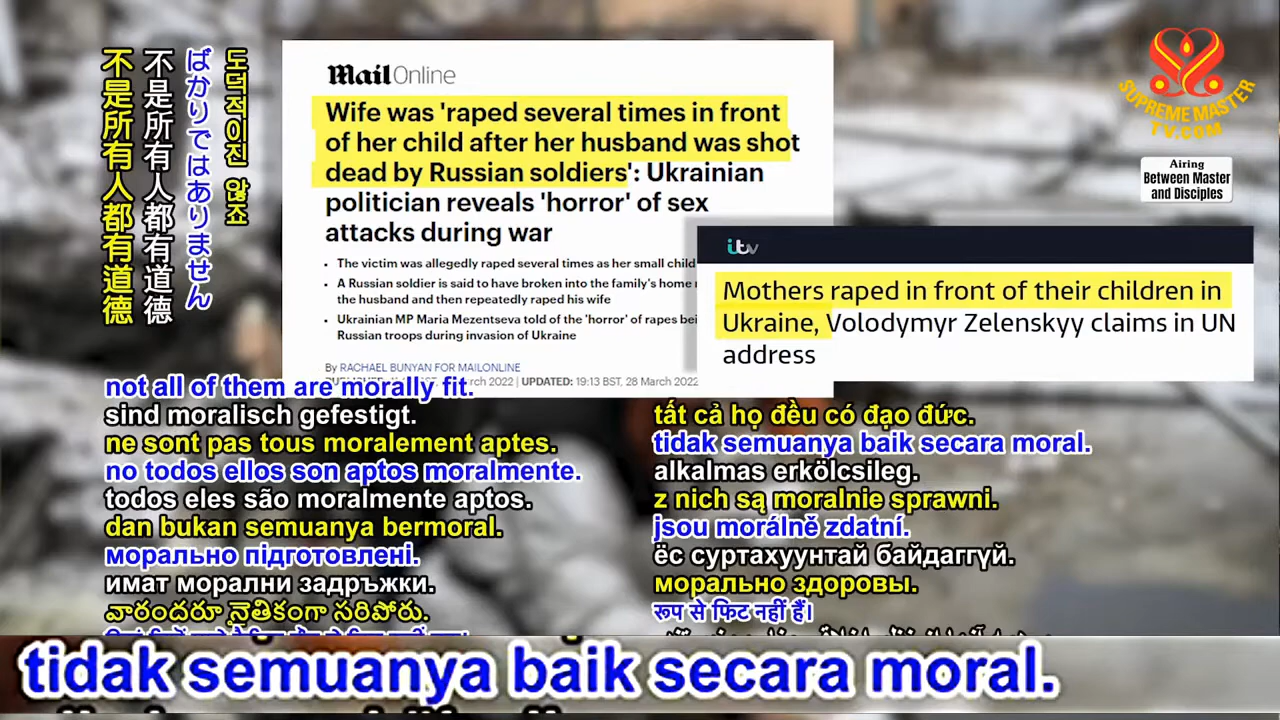 도덕적이진 않죠
ばかりではありません
不是所有人都有道德
不是所有人都有道德
Mail Online
Wife was 'raped several times in front
of her child after her husband was shot
dead by Russian soldiers': Ukrainian
politician reveals 'horror' of sex
attacks during war
• The victim was allegedly raped several times as her small child
• A Russian soldier is said to have broken into the family's home
the husband and then repeatedly raped his wife
• Ukrainian MP Maria Mezentseva told of the 'horror' of rapes
Russian troops during invasion of Ukraine
By RACHAEL BUNYAN FOR MAILONLINE
March 2022 | UPDATED: 19:13 BST, 28 March 2022
itv
Mothers raped in front of their children in
Ukraine, Volodymyr Zelenskyy claims in UN
address
SUPREME MASTER
TV.COM
Airing
Between Master
and Disciples
not all of them are morally fit.
sind moralisch gefestigt.
ne sont pas tous moralement aptes.
no todos ellos son aptos moralmente.
todos eles são moralmente aptos.
dan bukan semuanya bermoral.
морально підготовлені.
имат морални задръжки.
వారందరూ నైతికంగా సరిపోరు.
tất cả họ đều có đạo đức.
tidak semuanya baik secara moral.
alkalmas erkölcsileg.
z nich są moralnie sprawni.
jsou morálně zdatní.
ёс суртахуунтай байдаггүй.
морально здоровы.
रूप से फिट नहीं हैं।
tidak semuanya baik secara moral.